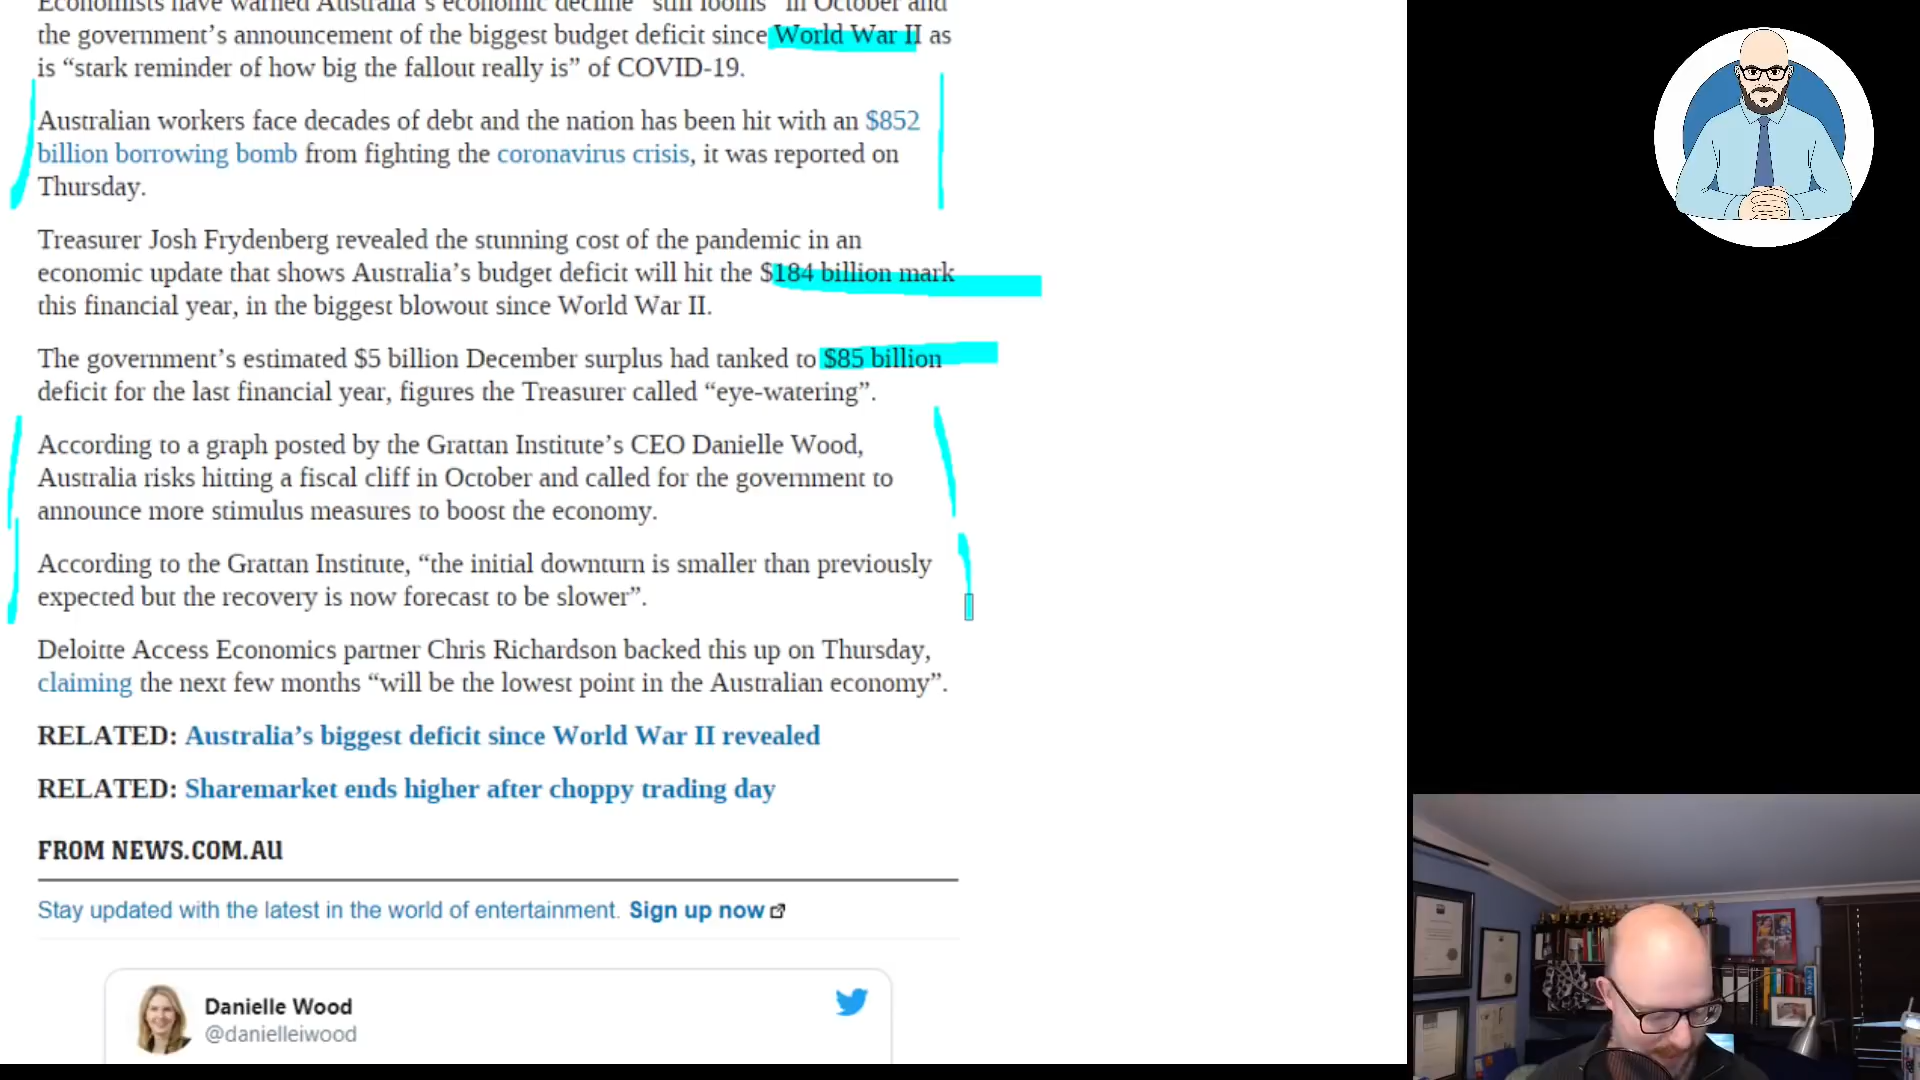 Economists have warned Australia's economic decline "still looms" in October and
the government's announcement of the biggest budget deficit since World War II as
is “stark reminder of how big the fallout really is” of COVID-19.
Australian workers face decades of debt and the nation has been hit with an $852
billion borrowing bomb from fighting the coronavirus crisis, it was reported on
Thursday.
Treasurer Josh Frydenberg revealed the stunning cost of the pandemic in an
economic update that shows Australia’s budget deficit will hit the $184 billion mark
this financial year, in the biggest blowout since World War II.
The government’s estimated $5 billion December surplus had tanked to $85 billion
deficit for the last financial year, figures the Treasurer called “eye-watering”.
According to a graph posted by the Grattan Institute’s CEO Danielle Wood,
Australia risks hitting a fiscal cliff in October and called for the government to
announce more stimulus measures to boost the economy.
According to the Grattan Institute, “the initial downturn is smaller than previously
expected but the recovery is now forecast to be slower”.
Deloitte Access Economics partner Chris Richardson backed this up on Thursday,
claiming the next few months “will be the lowest point in the Australian economy”.
RELATED: Australia’s biggest deficit since World War II revealed
RELATED: Sharemarket ends higher after choppy trading day
FROM NEWS.COM.AU
Stay updated with the latest in the world of entertainment. Sign up now
Danielle Wood
@danielleiwood